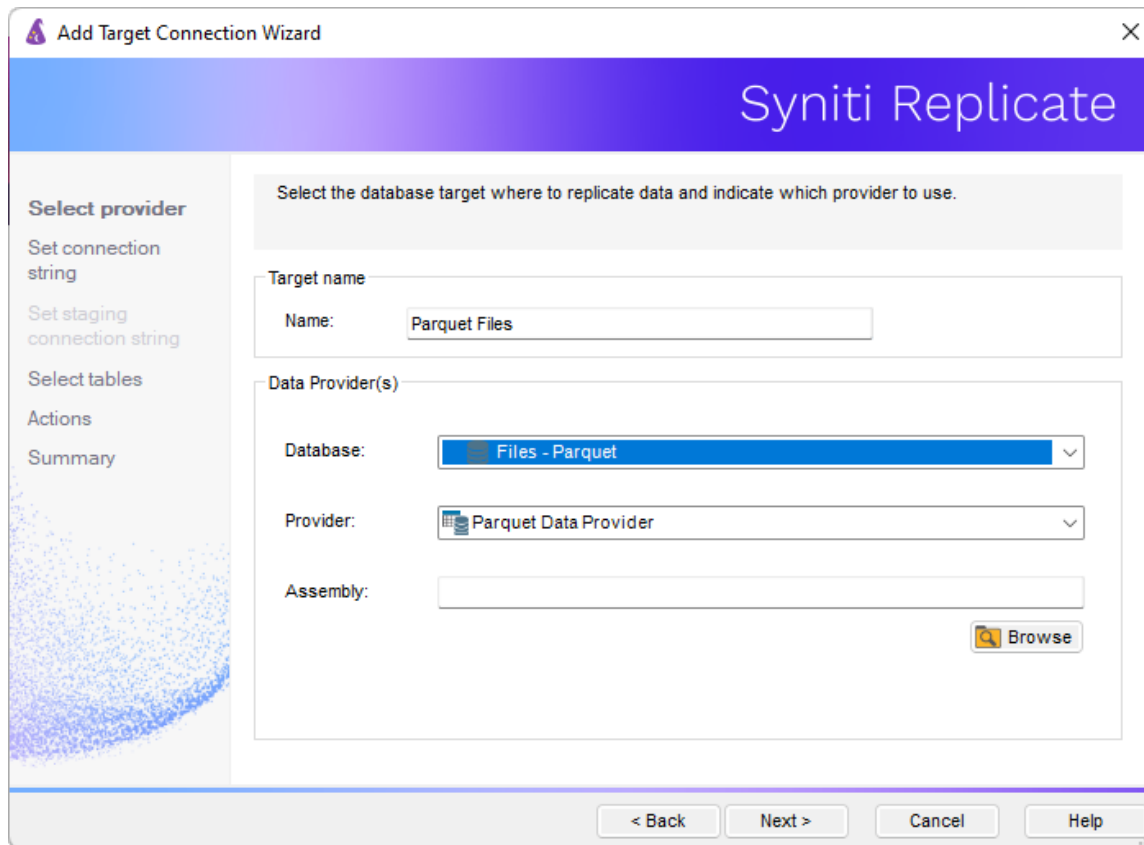 Add Target Connection Wizard
Syniti Replicate
Select provider
Set connection
string
Set staging
connection string
Select tables
Actions
Summary
Select the database target where to replicate data and indicate which provider to use.
Target name
Name:
Parquet Files
Data Provider(s)
Database:
Files - Parquet
Provider:
Parquet Data Provider
Assembly:
Browse
< Back
Next >
Cancel
Help